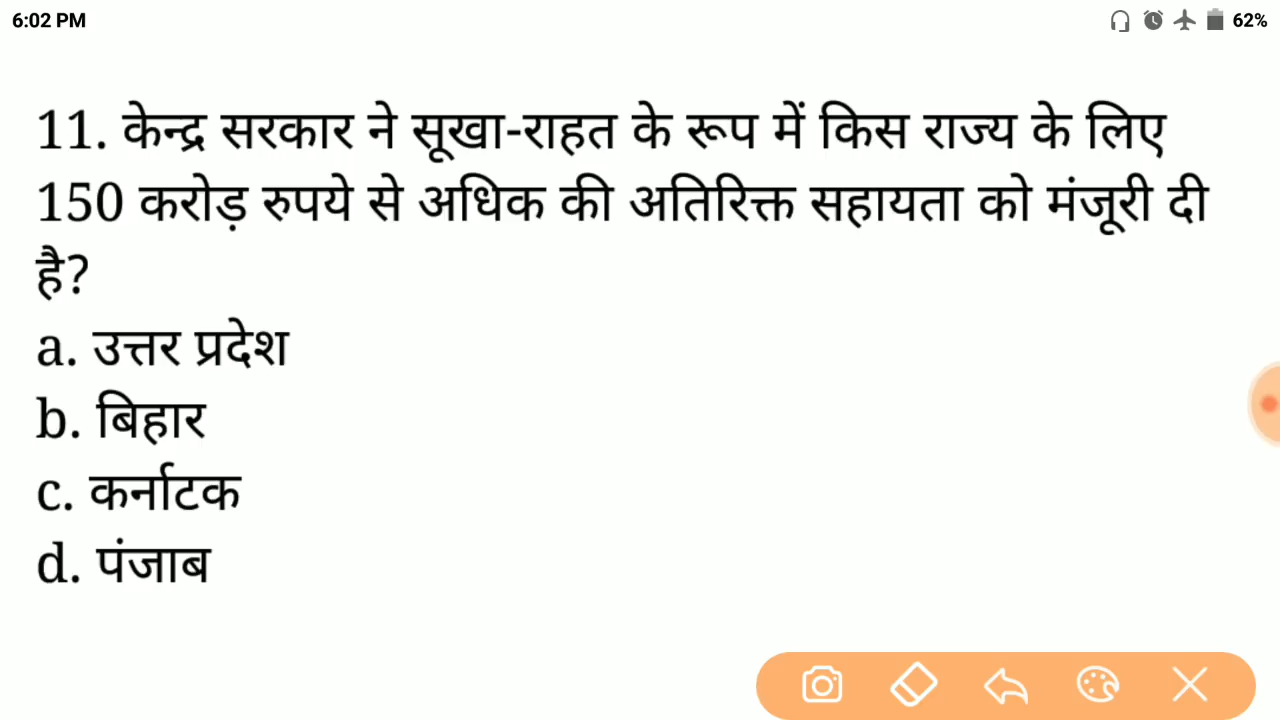 6:02 PM
62%
11. केन्द्र सरकार ने सूखा-राहत के रूप में किस राज्य के लिए
150 करोड़ रुपये से अधिक की अतिरिक्त सहायता को मंजूरी दी
है?
a. उत्तर प्रदेश
b. बिहार
c. कर्नाटक
d. पंजाब